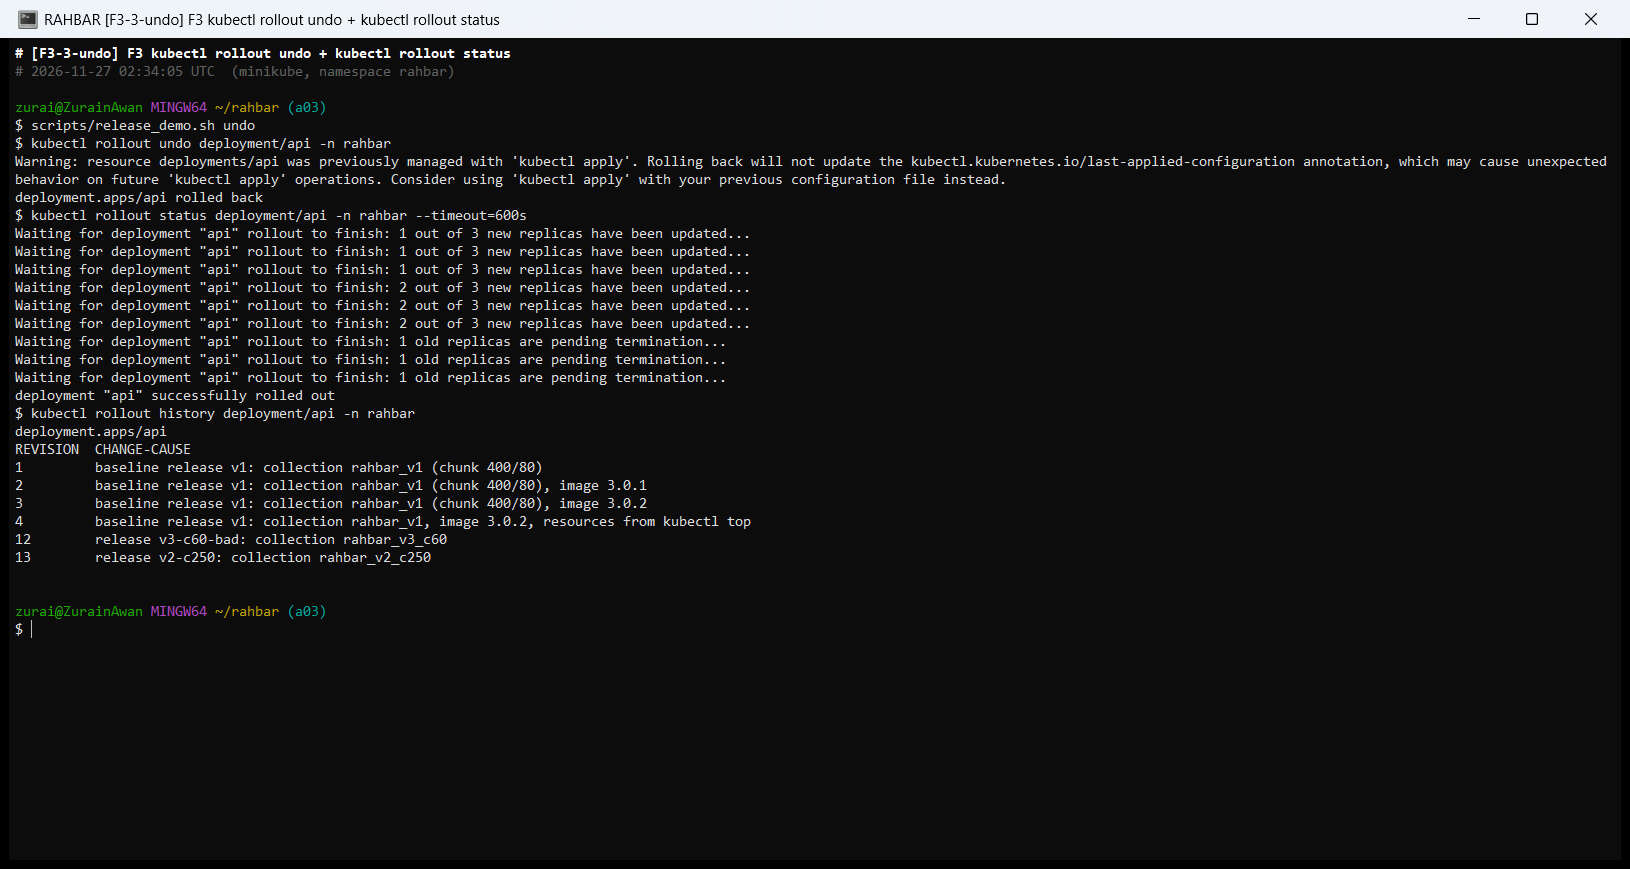 RAHBAR [F3-3-undo] F3 kubectl rollout undo + kubectl rollout status
# [F3-3-undo] F3 kubectl rollout undo + kubectl rollout status
# 2026-11-27 02:34:05 UTC  (minikube, namespace rahbar)
zurai@ZurainAwan MINGW64 ~/rahbar (a03)
$ scripts/release_demo.sh undo
$ kubectl rollout undo deployment/api -n rahbar
Warning: resource deployments/api was previously managed with 'kubectl apply'. Rolling back will not update the kubectl.kubernetes.io/last-applied-configuration annotation, which may cause unexpected
behavior on future 'kubectl apply' operations. Consider using 'kubectl apply' with your previous configuration file instead.
deployment.apps/api rolled back
$ kubectl rollout status deployment/api -n rahbar --timeout=600s
Waiting for deployment "api" rollout to finish: 1 out of 3 new replicas have been updated...
Waiting for deployment "api" rollout to finish: 1 out of 3 new replicas have been updated...
Waiting for deployment "api" rollout to finish: 1 out of 3 new replicas have been updated...
Waiting for deployment "api" rollout to finish: 2 out of 3 new replicas have been updated...
Waiting for deployment "api" rollout to finish: 2 out of 3 new replicas have been updated...
Waiting for deployment "api" rollout to finish: 2 out of 3 new replicas have been updated...
Waiting for deployment "api" rollout to finish: 1 old replicas are pending termination...
Waiting for deployment "api" rollout to finish: 1 old replicas are pending termination...
Waiting for deployment "api" rollout to finish: 1 old replicas are pending termination...
deployment "api" successfully rolled out
$ kubectl rollout history deployment/api -n rahbar
deployment.apps/api
REVISION  CHANGE-CAUSE
1         baseline release v1: collection rahbar_v1 (chunk 400/80)
2         baseline release v1: collection rahbar_v1 (chunk 400/80), image 3.0.1
3         baseline release v1: collection rahbar_v1 (chunk 400/80), image 3.0.2
4         baseline release v1: collection rahbar_v1, image 3.0.2, resources from kubectl top
12        release v3-c60-bad: collection rahbar_v3_c60
13        release v2-c250: collection rahbar_v2_c250
zurai@ZurainAwan MINGW64 ~/rahbar (a03)
$